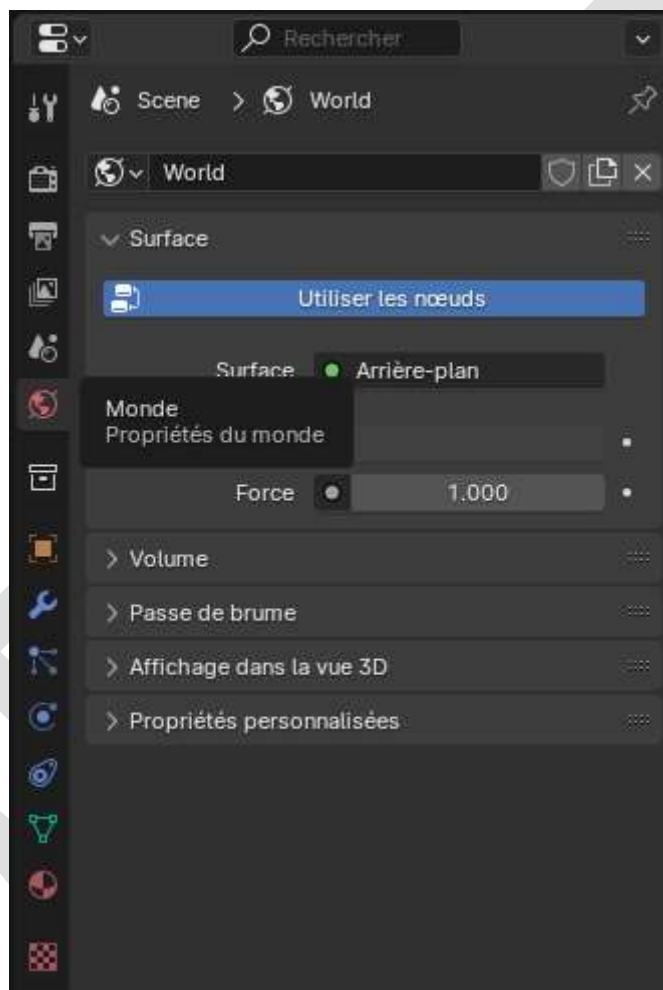 Rechercher
Scene > World
World
Surface
Utiliser les nœuds
Surface Arrière-plan
Monde
Propriétés du monde
Force 1.000
Volume
Passe de brume
Affichage dans la vue 3D
Propriétés personnalisées